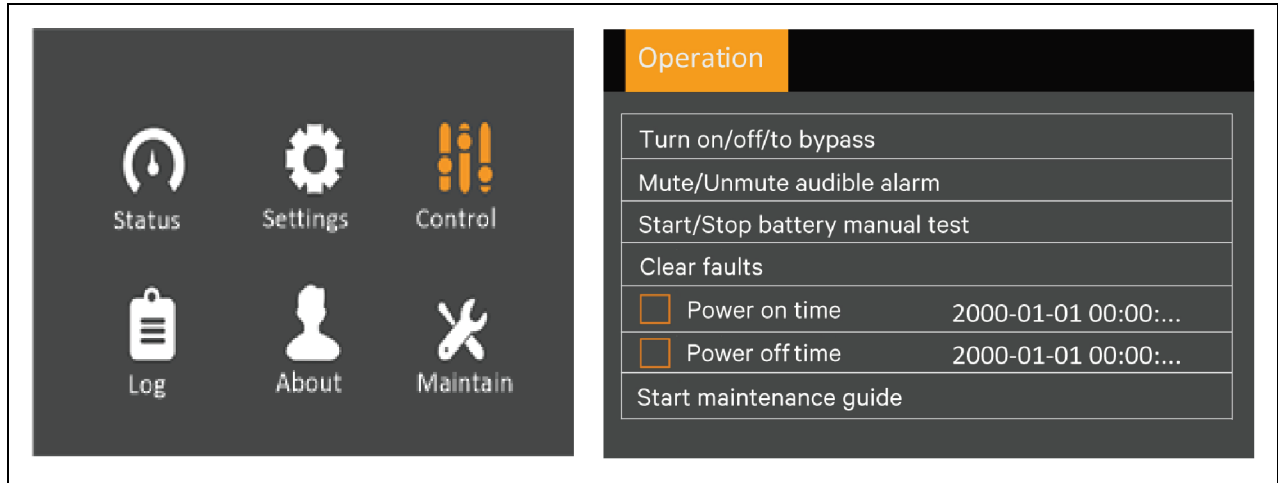 Status Settings Control
Log About Maintain
Operation
Turn on/off/to bypass
Mute/Unmute audible alarm
Start/Stop battery manual test
Clear faults
Power on time 2000-01-01 00:00:...
Power off time 2000-01-01 00:00:...
Start maintenance guide